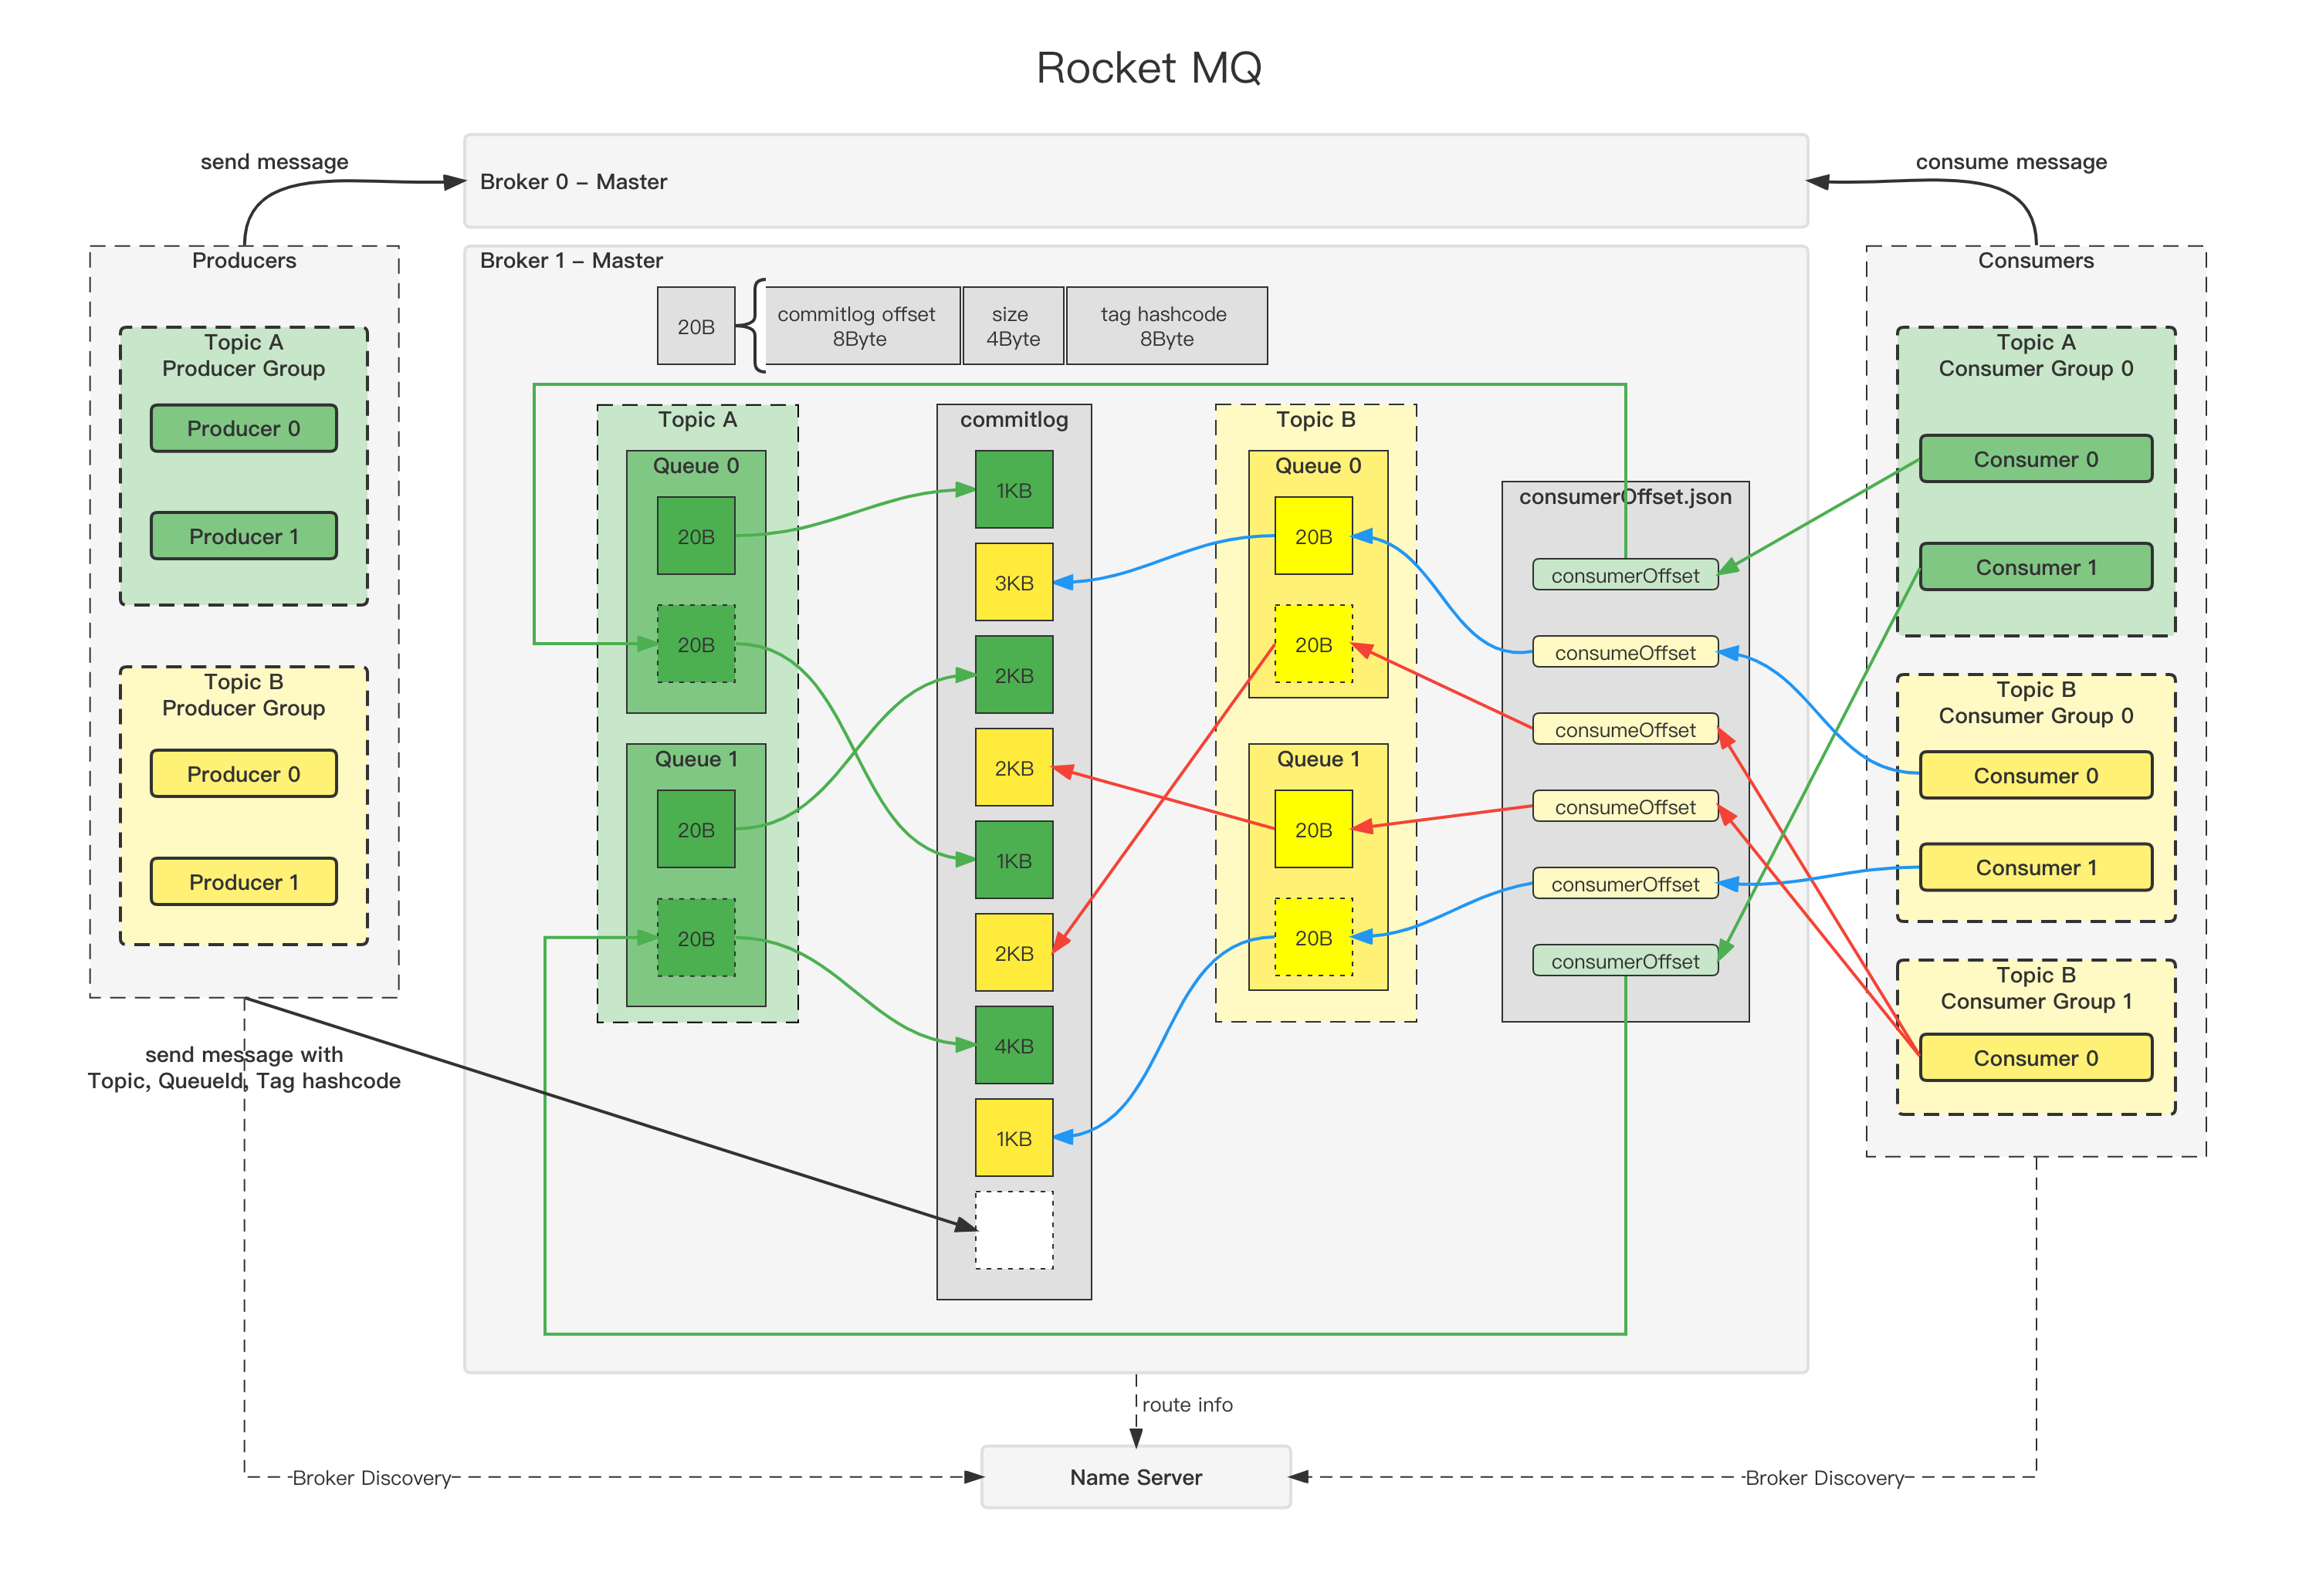 Rocket MQ
send message
Broker 0 – Master
consume message
Producers
Topic A
Producer Group
Producer 0
Producer 1
Topic B
Producer Group
Producer 0
Producer 1
send message with
Topic, QueueId, Tag hashcode
Broker 1 – Master
20B
commitlog offset
8Byte
size
4Byte
tag hashcode
8Byte
Topic A
Queue 0
20B
20B
Queue 1
20B
20B
commitlog
1KB
3KB
2KB
2KB
1KB
2KB
4KB
1KB
Topic B
Queue 0
20B
20B
Queue 1
20B
20B
consumerOffset.json
consumerOffset
consumeOffset
consumeOffset
consumeOffset
consumerOffset
consumerOffset
Consumers
Topic A
Consumer Group 0
Consumer 0
Consumer 1
Topic B
Consumer Group 0
Consumer 0
Consumer 1
Topic B
Consumer Group 1
Consumer 0
route info
Broker Discovery
Name Server
Broker Discovery